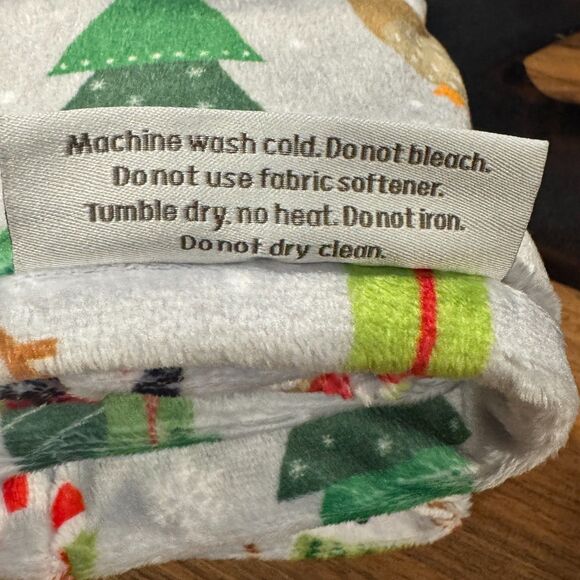 Machine wash cold. Do not bleach.
Do not use fabric softener.
Tumble dry, no heat. Do not iron.
Do not dry clean.